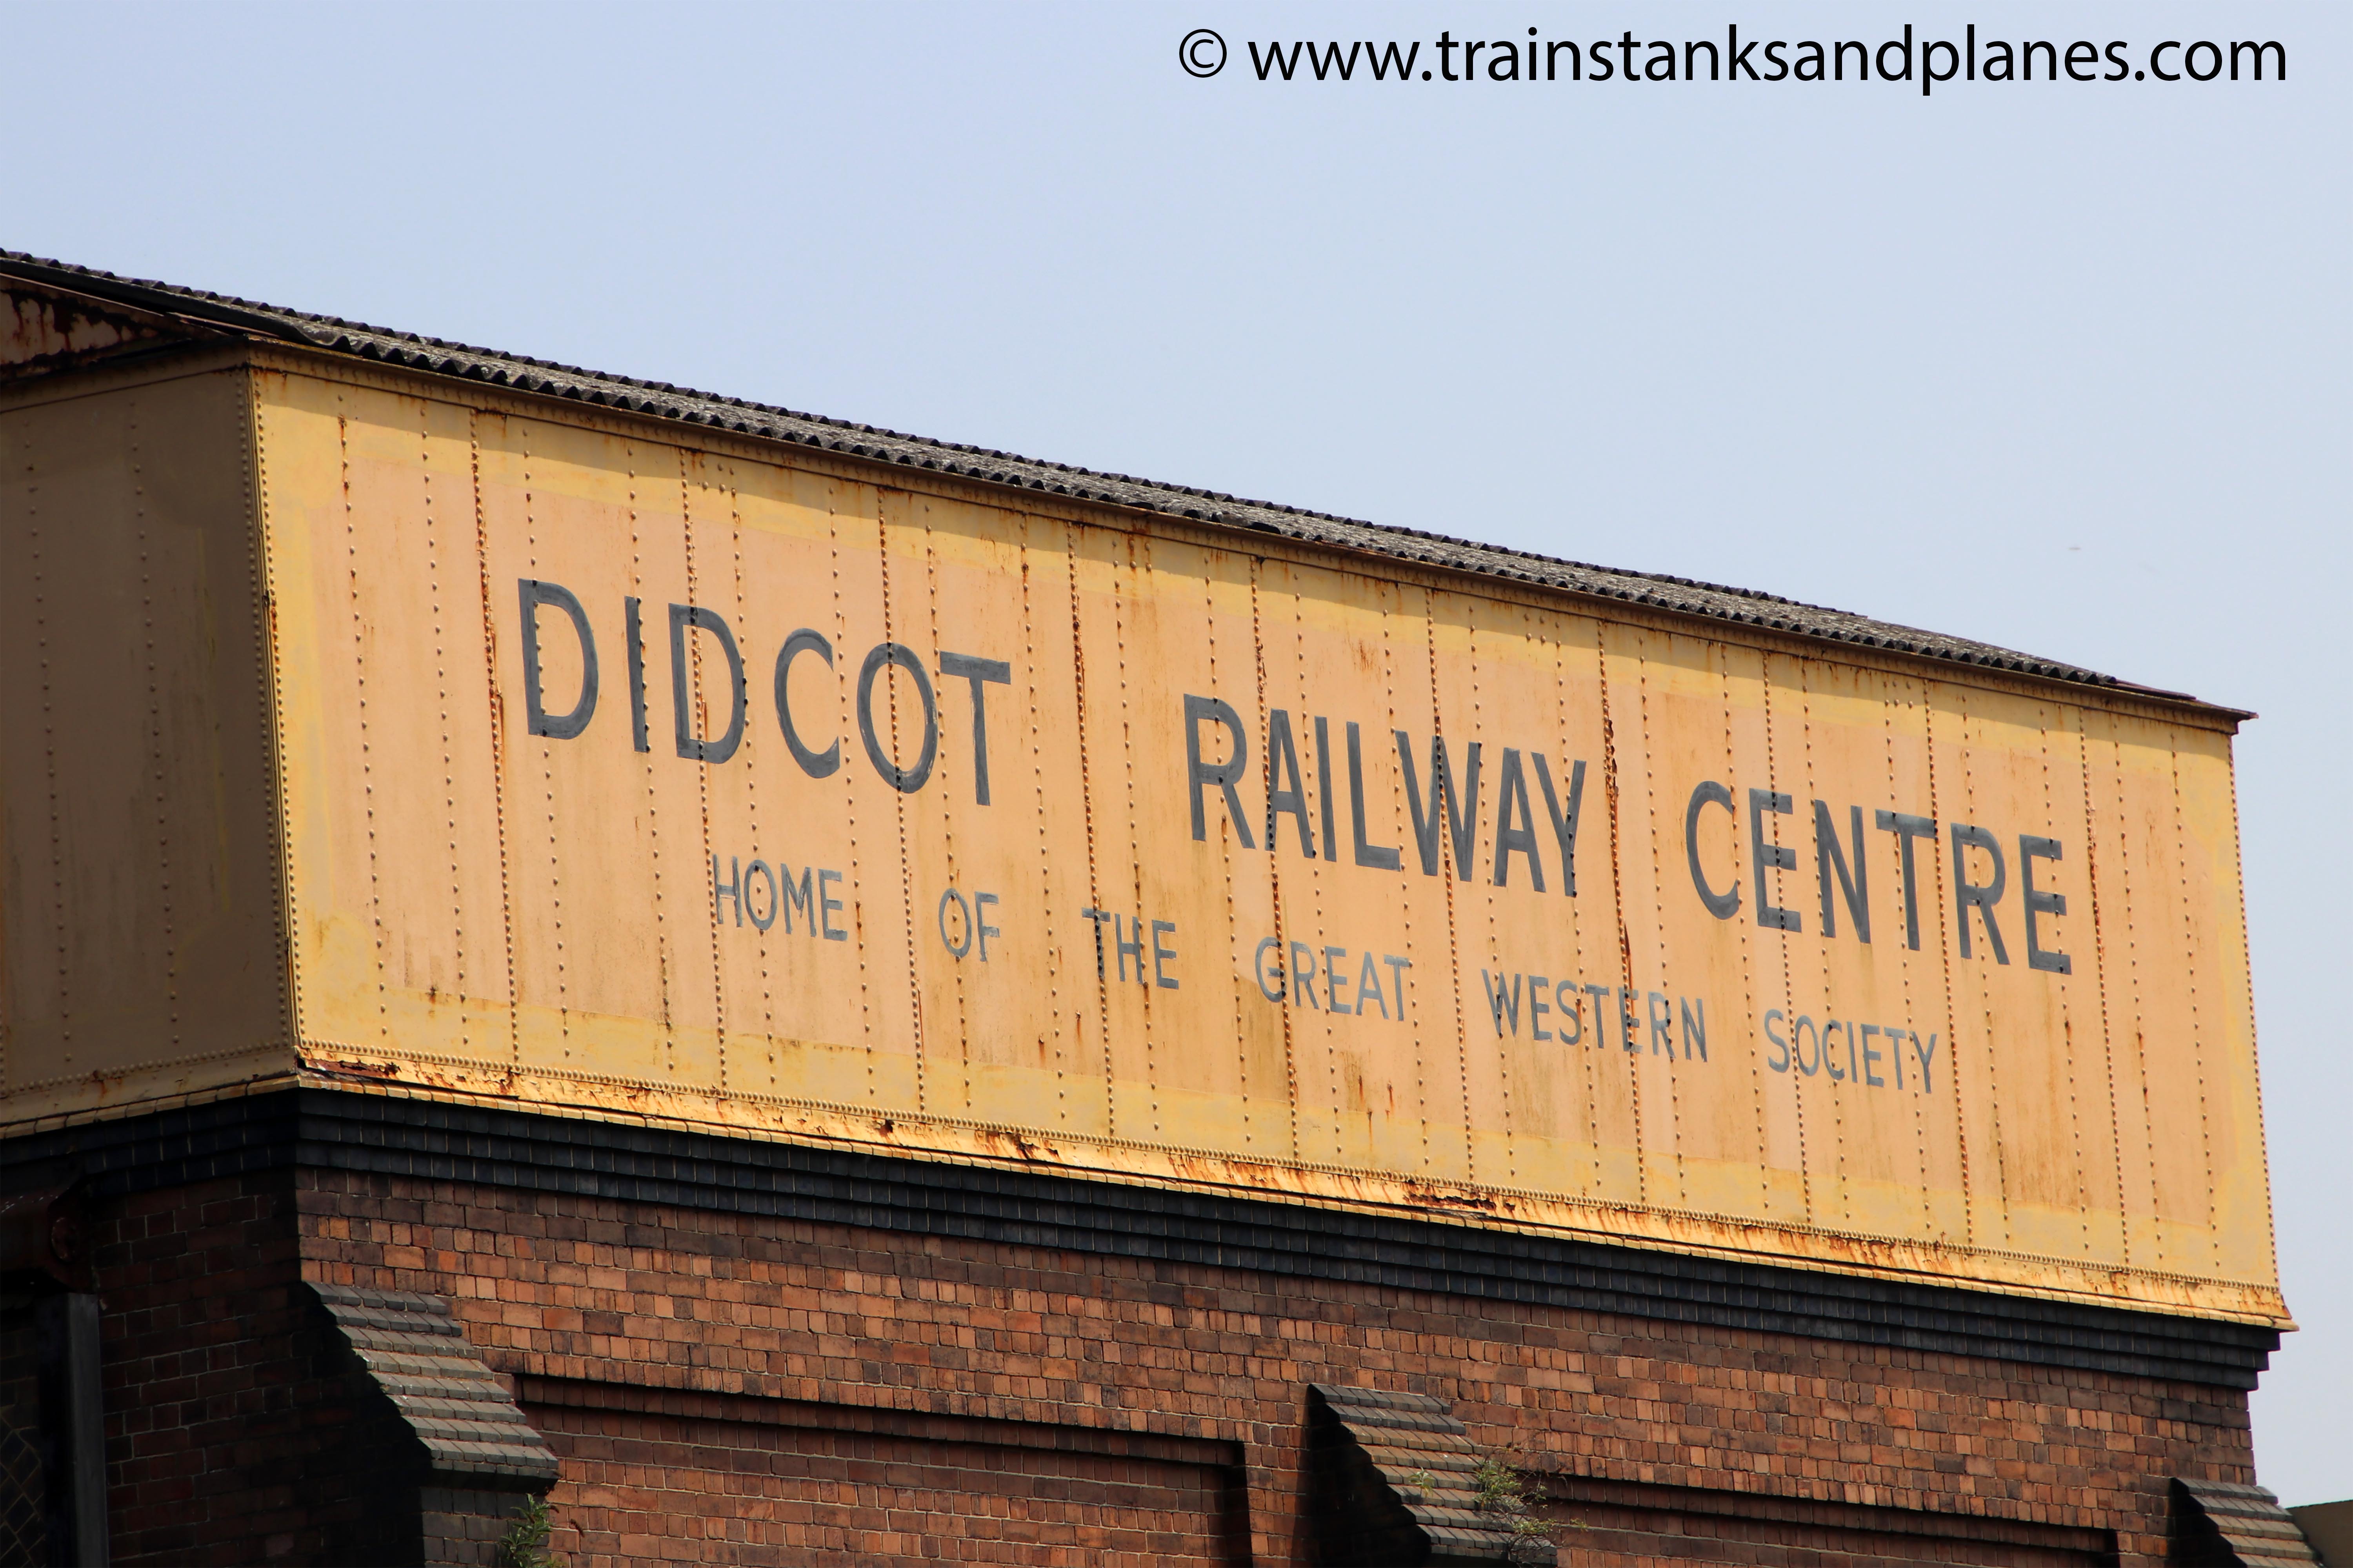 © www.trainstanksandplanes.com
DIDCOT RAILWAY CENTRE
HOME OF THE GREAT WESTERN SOCIETY